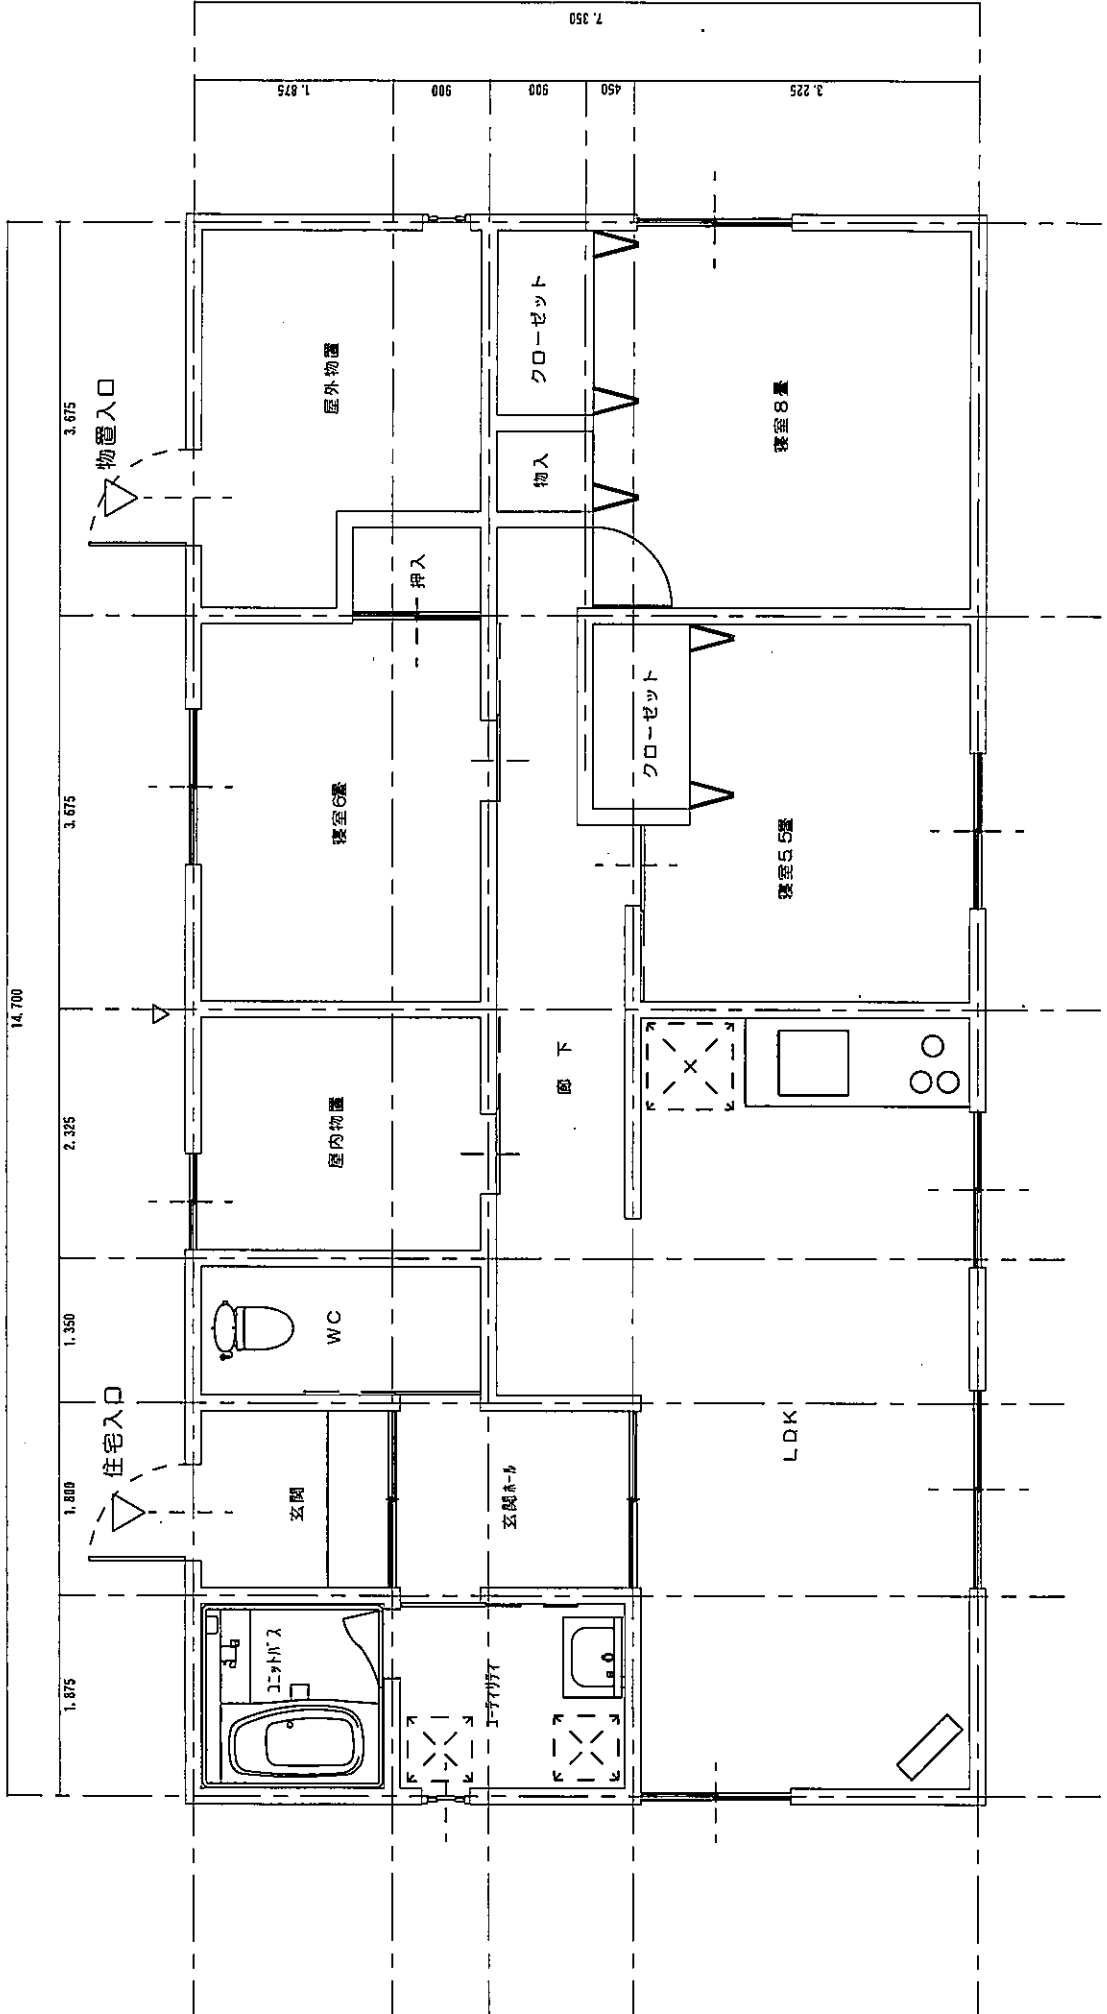 7.350
1.875
900
900
450
3.225
14.700
3.675
3.675
2.325
1.350
1.800
1.875
物置入口
住宅入口
屋外物置
クローゼット
物入
押入
寝室8畳
寝室6畳
クローゼット
寝室5.5畳
屋内物置
廊 下
WC
玄関
玄関ホール
LDK
ユニットバス
ユーティリティ